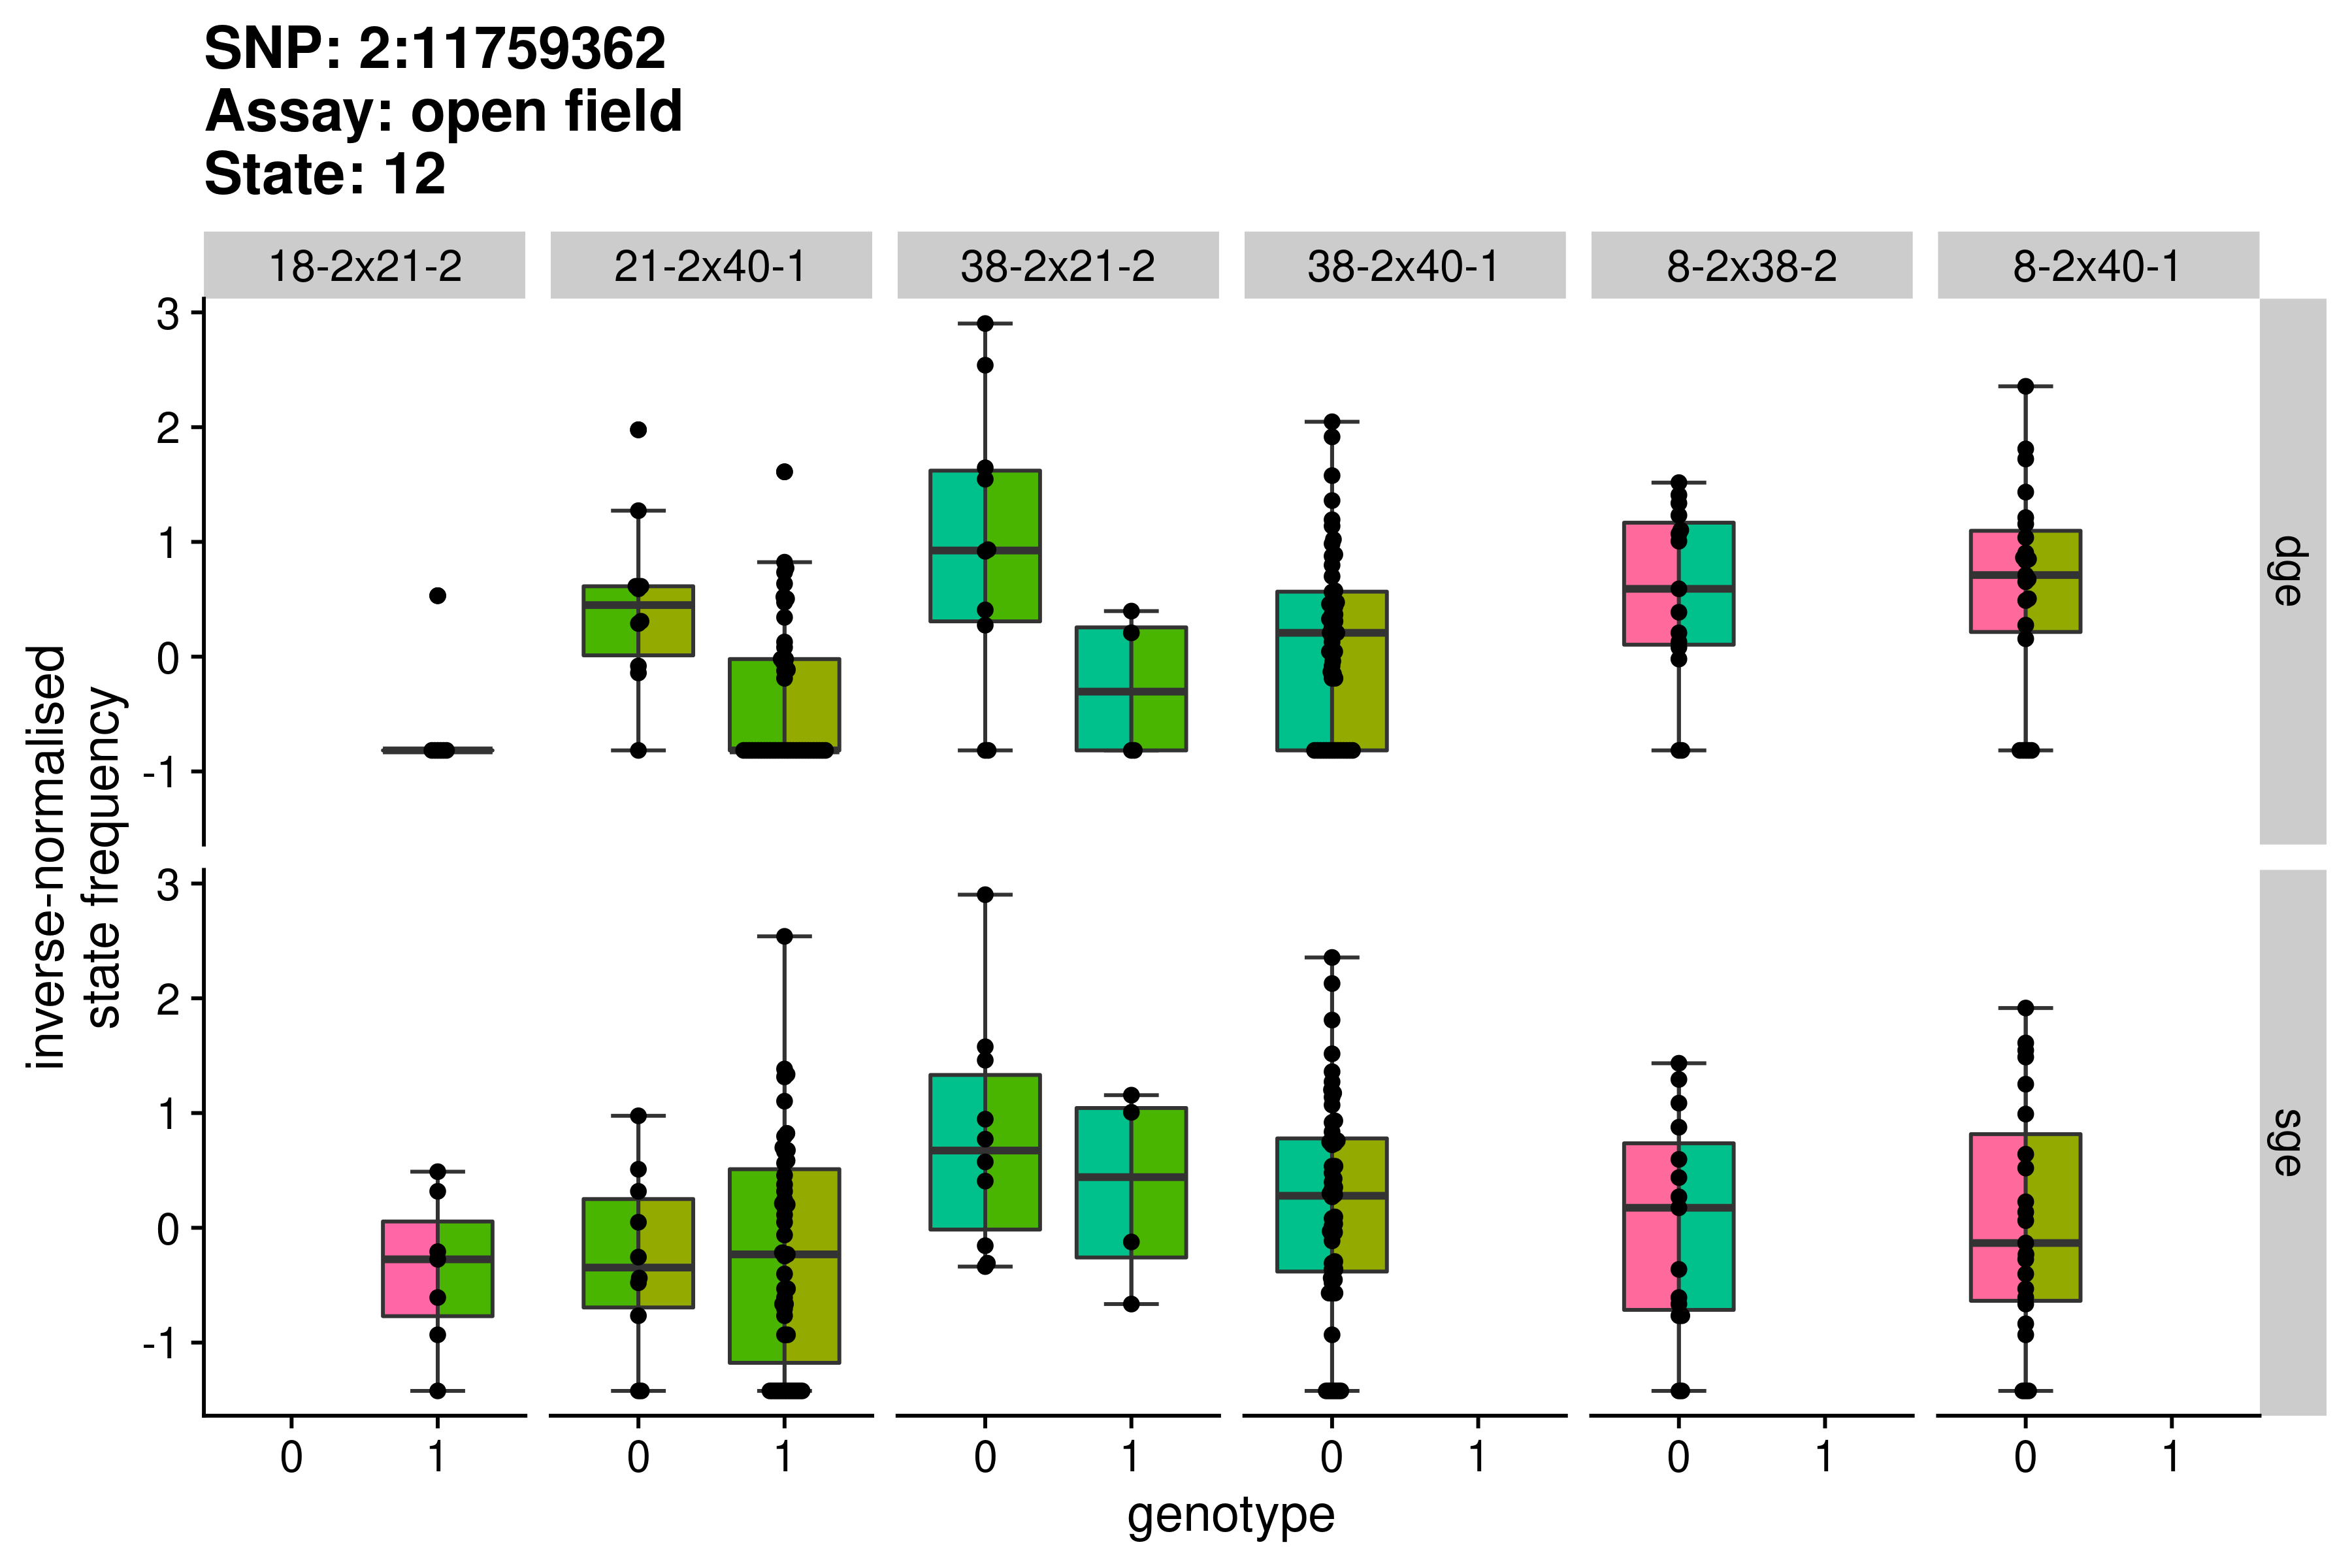 SNP: 2:11759362
Assay: open field
State: 12
18-2x21-2 21-2x40-1 38-2x21-2 38-2x40-1 8-2x38-2 8-2x40-1
3
2
1
0
-1
dge
inverse-normalised
state frequency
3
2
1
0
-1
sge
0 1 0 1 0 1 0 1 0 1 0 1
genotype